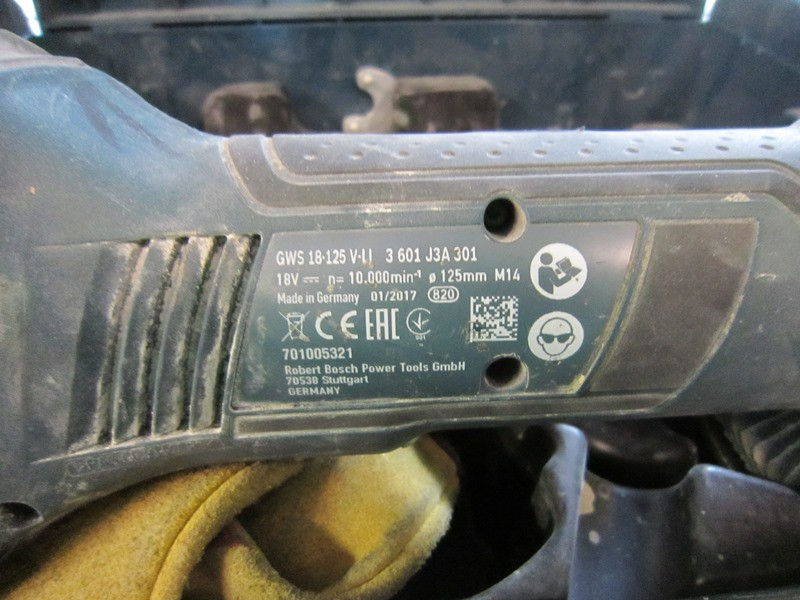 GWS 18-125 V-LI 3 601 J3A 301
18V ⎓ n= 10.000min⁻¹ ø 125mm M14
Made in Germany 01/2017 820
CE EAC 001
701005321
Robert Bosch Power Tools GmbH
70538 Stuttgart
GERMANY